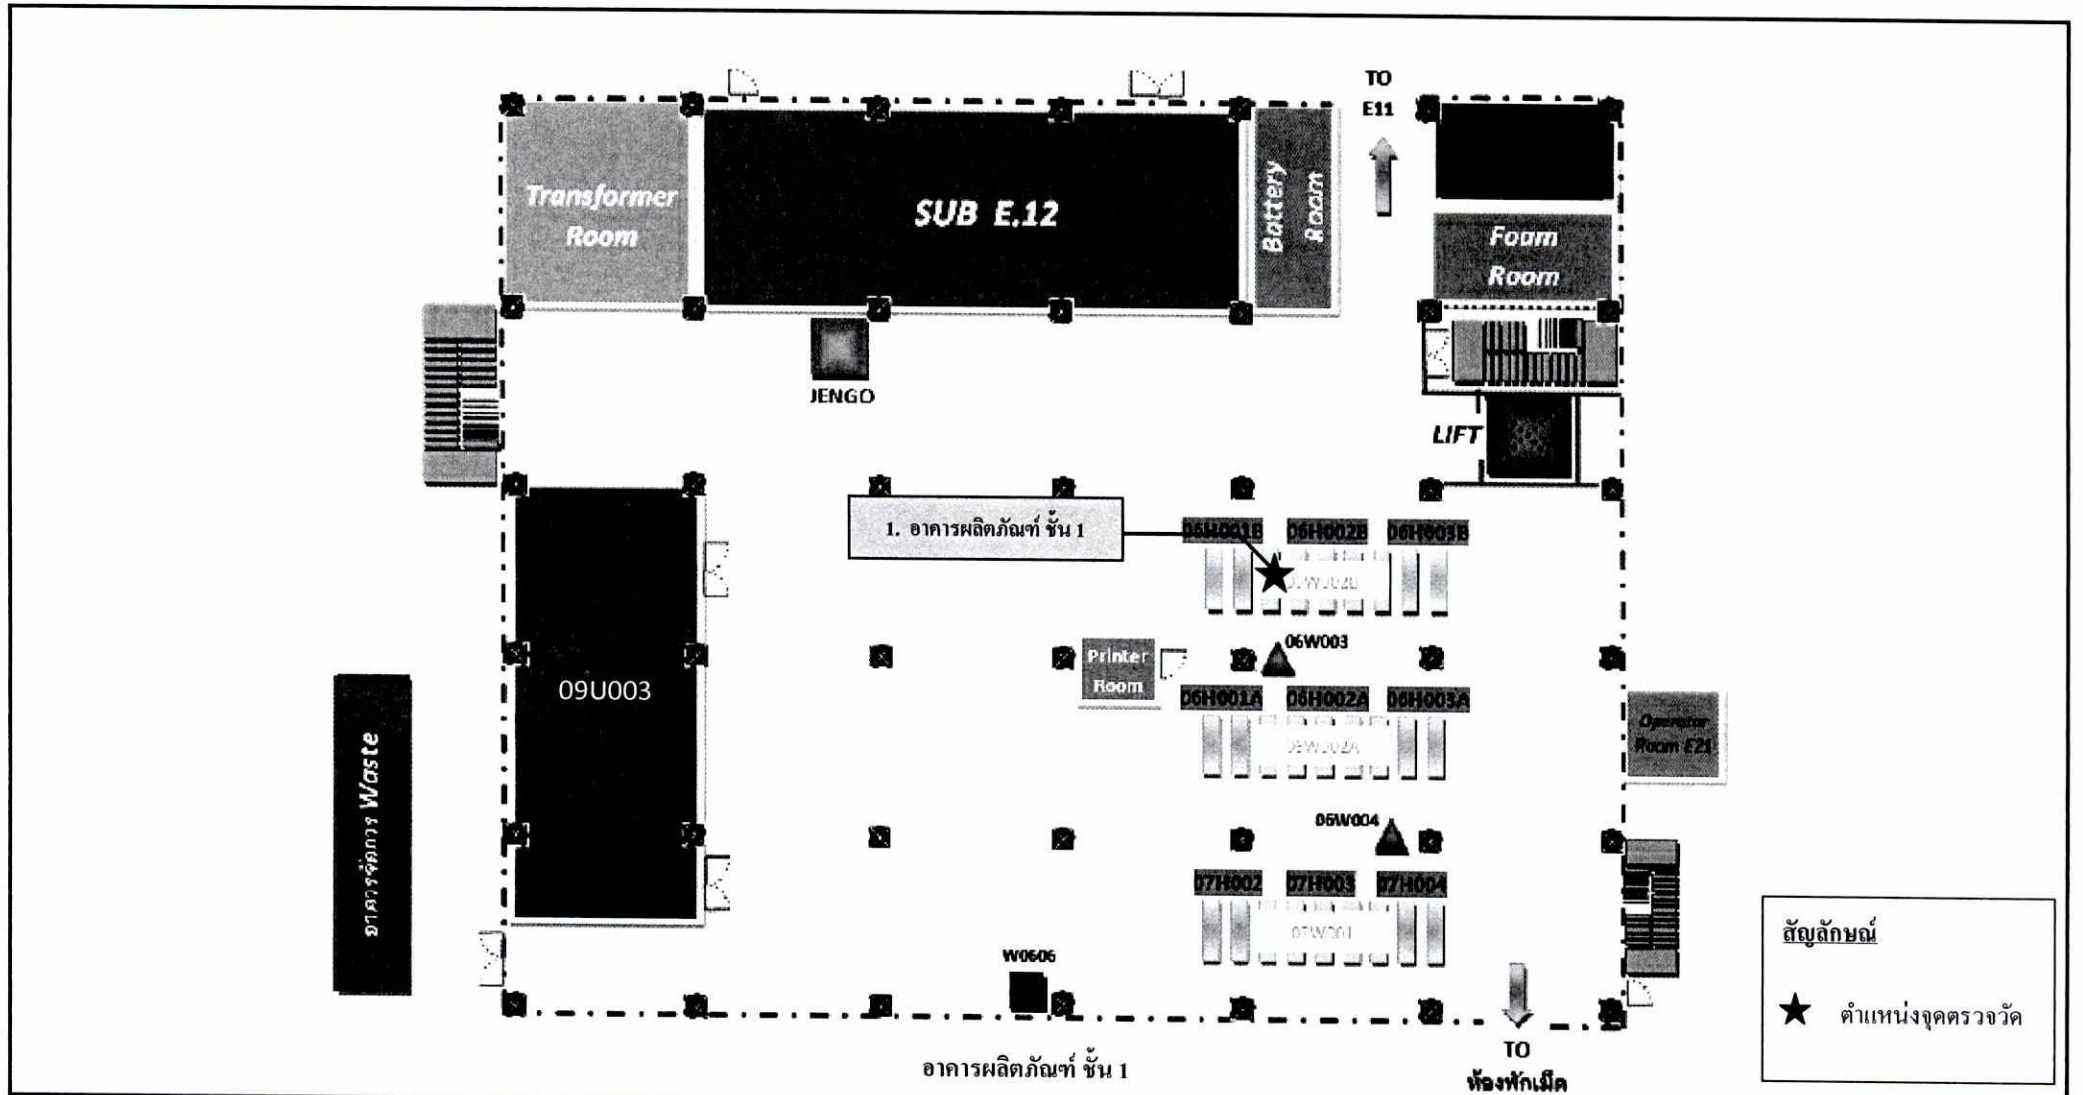 TO
E11
Transformer
Room
SUB E.12
Battery
Room
Foam
Room
JENGO
LIFT
1. อาคารผลิตภัณฑ์ ชั้น 1
06H001B
06H002B
06H003B
06W003
Printer
Room
06H001A
06H002A
06H003A
09U003
Operator
Room E21
อาคารจัดการ Waste
06W004
07H002
07H003
07H004
07W001
W0606
สัญลักษณ์
★ ตำแหน่งจุดตรวจวัด
TO
ห้องพักเม็ด
อาคารผลิตภัณฑ์ ชั้น 1